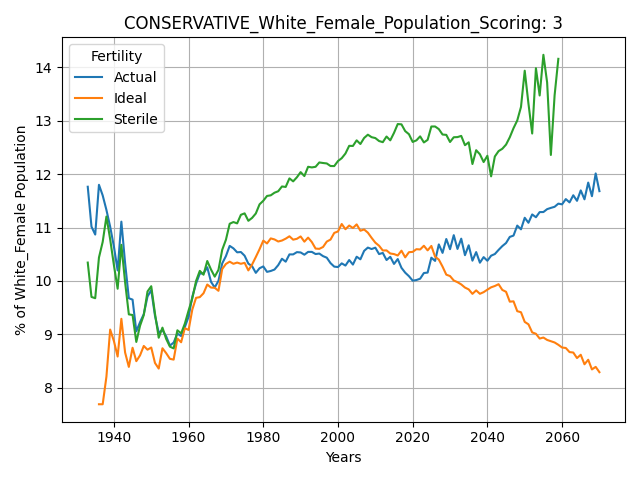 CONSERVATIVE_White_Female_Population_Scoring: 3
Fertility
Actual
Ideal
Sterile
% of White_Female Population
14
13
12
11
10
9
8
1940 1960 1980 2000 2020 2040 2060
Years